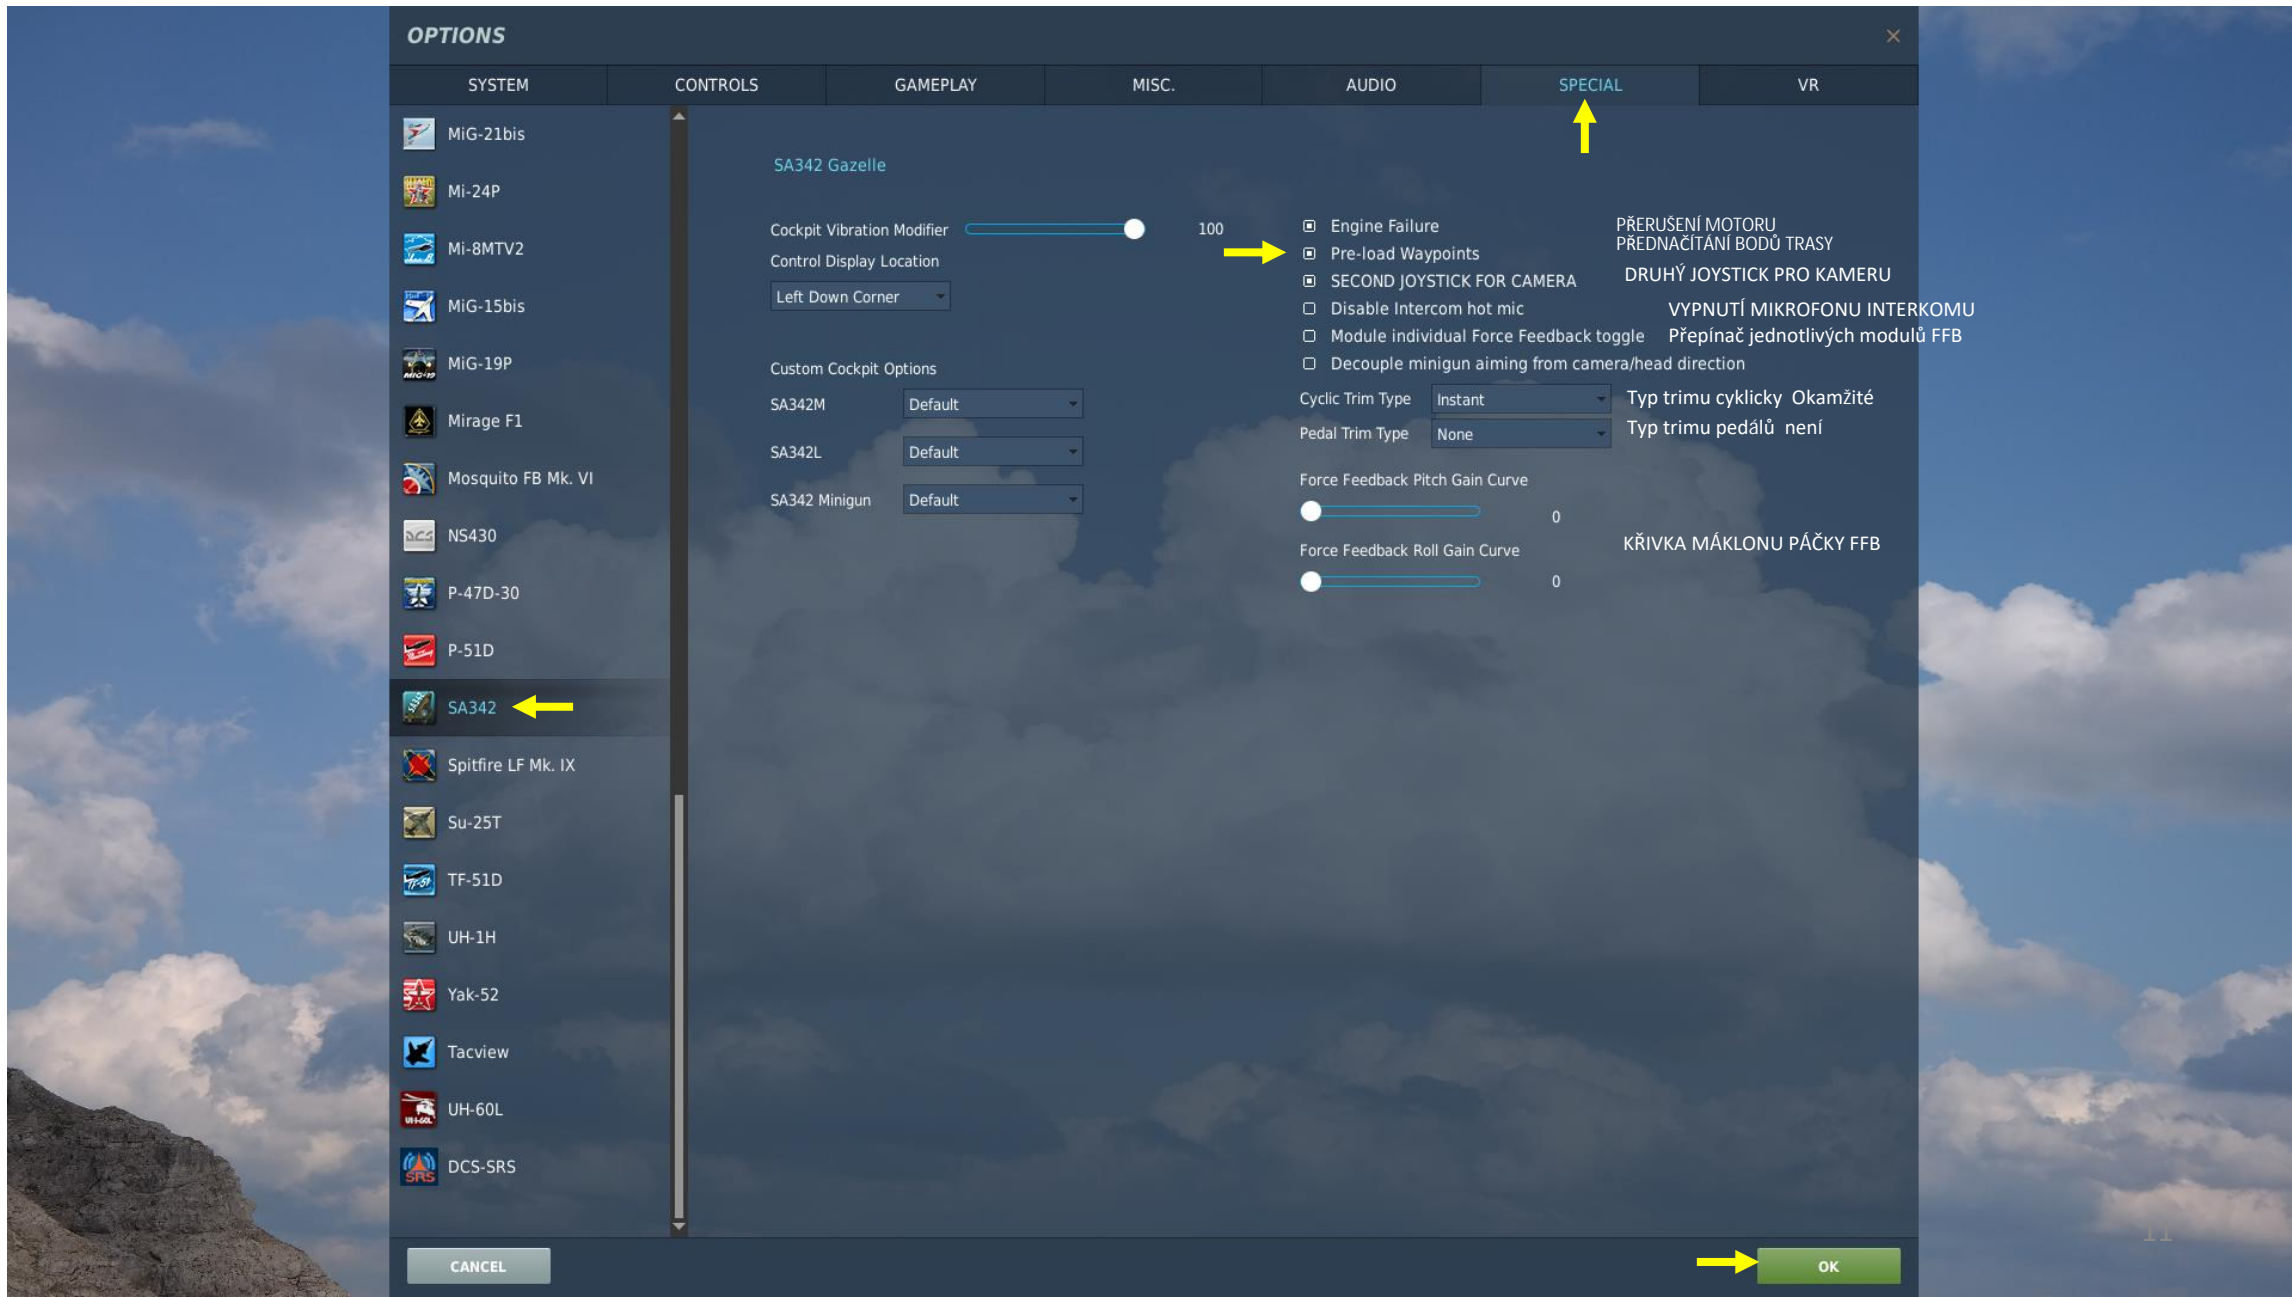 OPTIONS
SYSTEM CONTROLS GAMEPLAY MISC. AUDIO SPECIAL VR
MiG-21bis
Mi-24P
Mi-8MTV2
MiG-15bis
MiG-19P
Mirage F1
Mosquito FB Mk. VI
NS430
P-47D-30
P-51D
SA342
Spitfire LF Mk. IX
Su-25T
TF-51D
UH-1H
Yak-52
Tacview
UH-60L
DCS-SRS
SA342 Gazelle
Cockpit Vibration Modifier 100
Control Display Location
Left Down Corner
Custom Cockpit Options
SA342M Default
SA342L Default
SA342 Minigun Default
Engine Failure PŘERUŠENÍ MOTORU
Pre-load Waypoints PŘEDNAČÍTÁNÍ BODŮ TRASY
SECOND JOYSTICK FOR CAMERA DRUHÝ JOYSTICK PRO KAMERU
Disable Intercom hot mic VYPNUTÍ MIKROFONU INTERKOMU
Module individual Force Feedback toggle Přepínač jednotlivých modulů FFB
Decouple minigun aiming from camera/head direction
Cyclic Trim Type Instant Typ trimu cyklicky Okamžité
Pedal Trim Type None Typ trimu pedálů není
Force Feedback Pitch Gain Curve
0
KŘIVKA MÁKLONU PÁČKY FFB
Force Feedback Roll Gain Curve
0
11
CANCEL OK